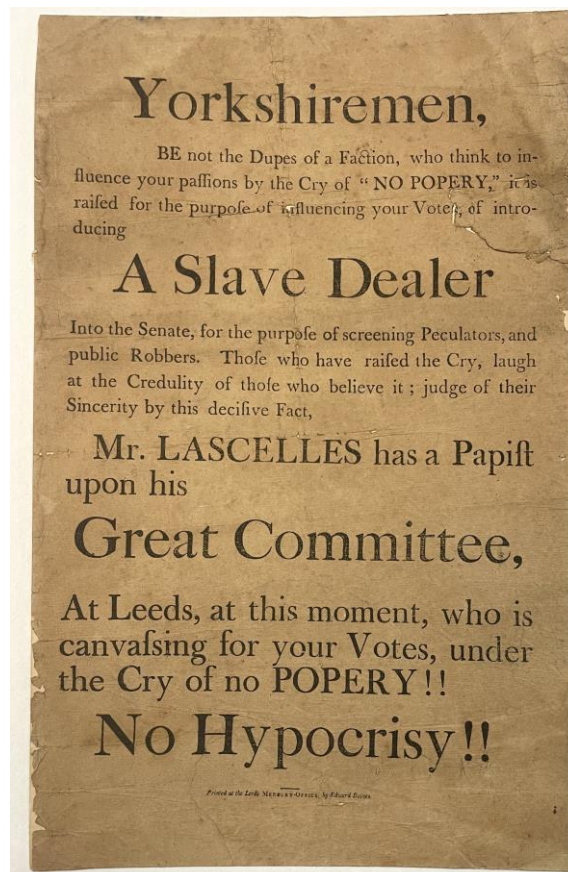 Yorkshiremen,
BE not the Dupes of a Faction, who think to in-
fluence your paſſions by the Cry of “ NO POPERY,” it is
raiſed for the purpoſe of influencing your Votes, of intro-
ducing
A Slave Dealer
Into the Senate, for the purpoſe of screening Peculators, and
public Robbers. Thoſe who have raiſed the Cry, laugh
at the Credulity of thoſe who believe it ; judge of their
Sincerity by this deciſive Fact,
Mr. LASCELLES has a Papiſt
upon his
Great Committee,
At Leeds, at this moment, who is
canvaſsing for your Votes, under
the Cry of no POPERY!!
No Hypocrisy!!
Printed at the Leeds MERCURY-OFFICE, by Edward Baines.